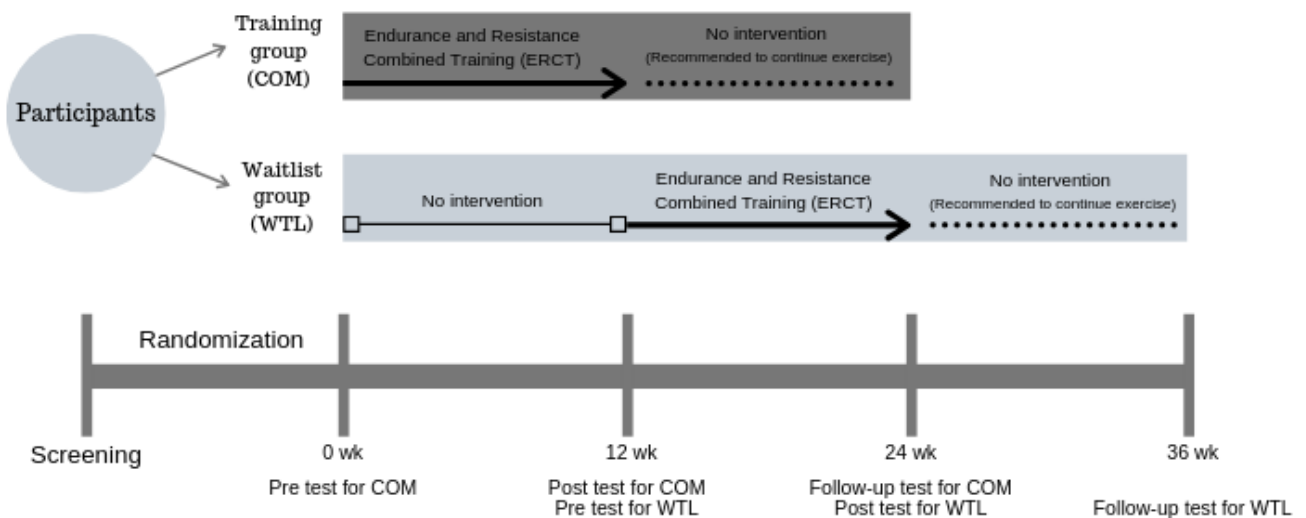 Participants
Training
group
(COM)
Endurance and Resistance
Combined Training (ERCT)
No intervention
(Recommended to continue exercise)
Waitlist
group
(WTL)
No intervention
Endurance and Resistance
Combined Training (ERCT)
No intervention
(Recommended to continue exercise)
Randomization
Screening
0 wk
12 wk
24 wk
36 wk
Pre test for COM
Post test for COM
Pre test for WTL
Follow-up test for COM
Post test for WTL
Follow-up test for WTL